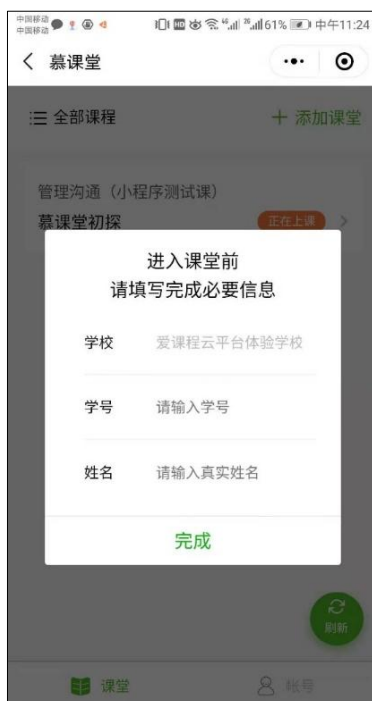 中国移动
中国移动
HD 46 26 61% 中午11:24
慕课堂
全部课程
+ 添加课堂
管理沟通（小程序测试课）
慕课堂初探
正在上课
进入课堂前
请填写完成必要信息
学校 爱课程云平台体验学校
学号 请输入学号
姓名 请输入真实姓名
完成
刷新
课堂 帐号